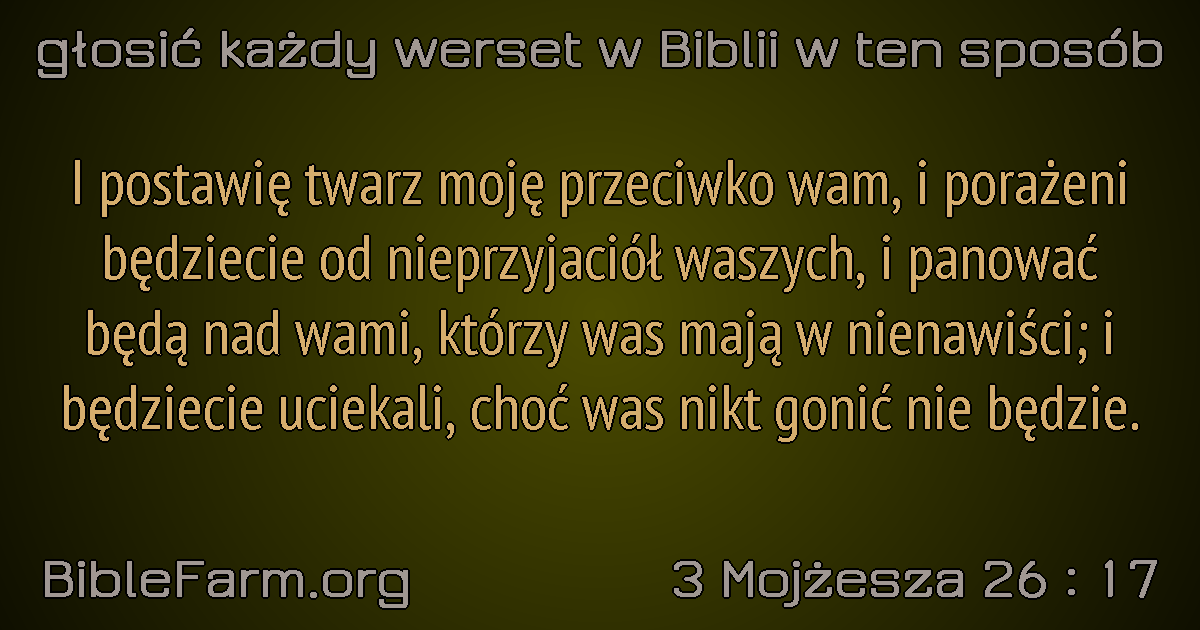 głosić każdy werset w Biblii w ten sposób
I postawię twarz moję przeciwko wam, i porażeni
będziecie od nieprzyjaciół waszych, i panować
będą nad wami, którzy was mają w nienawiści; i
będziecie uciekali, choć was nikt gonić nie będzie.
BibleFarm.org
3 Mojżesza 26 : 17